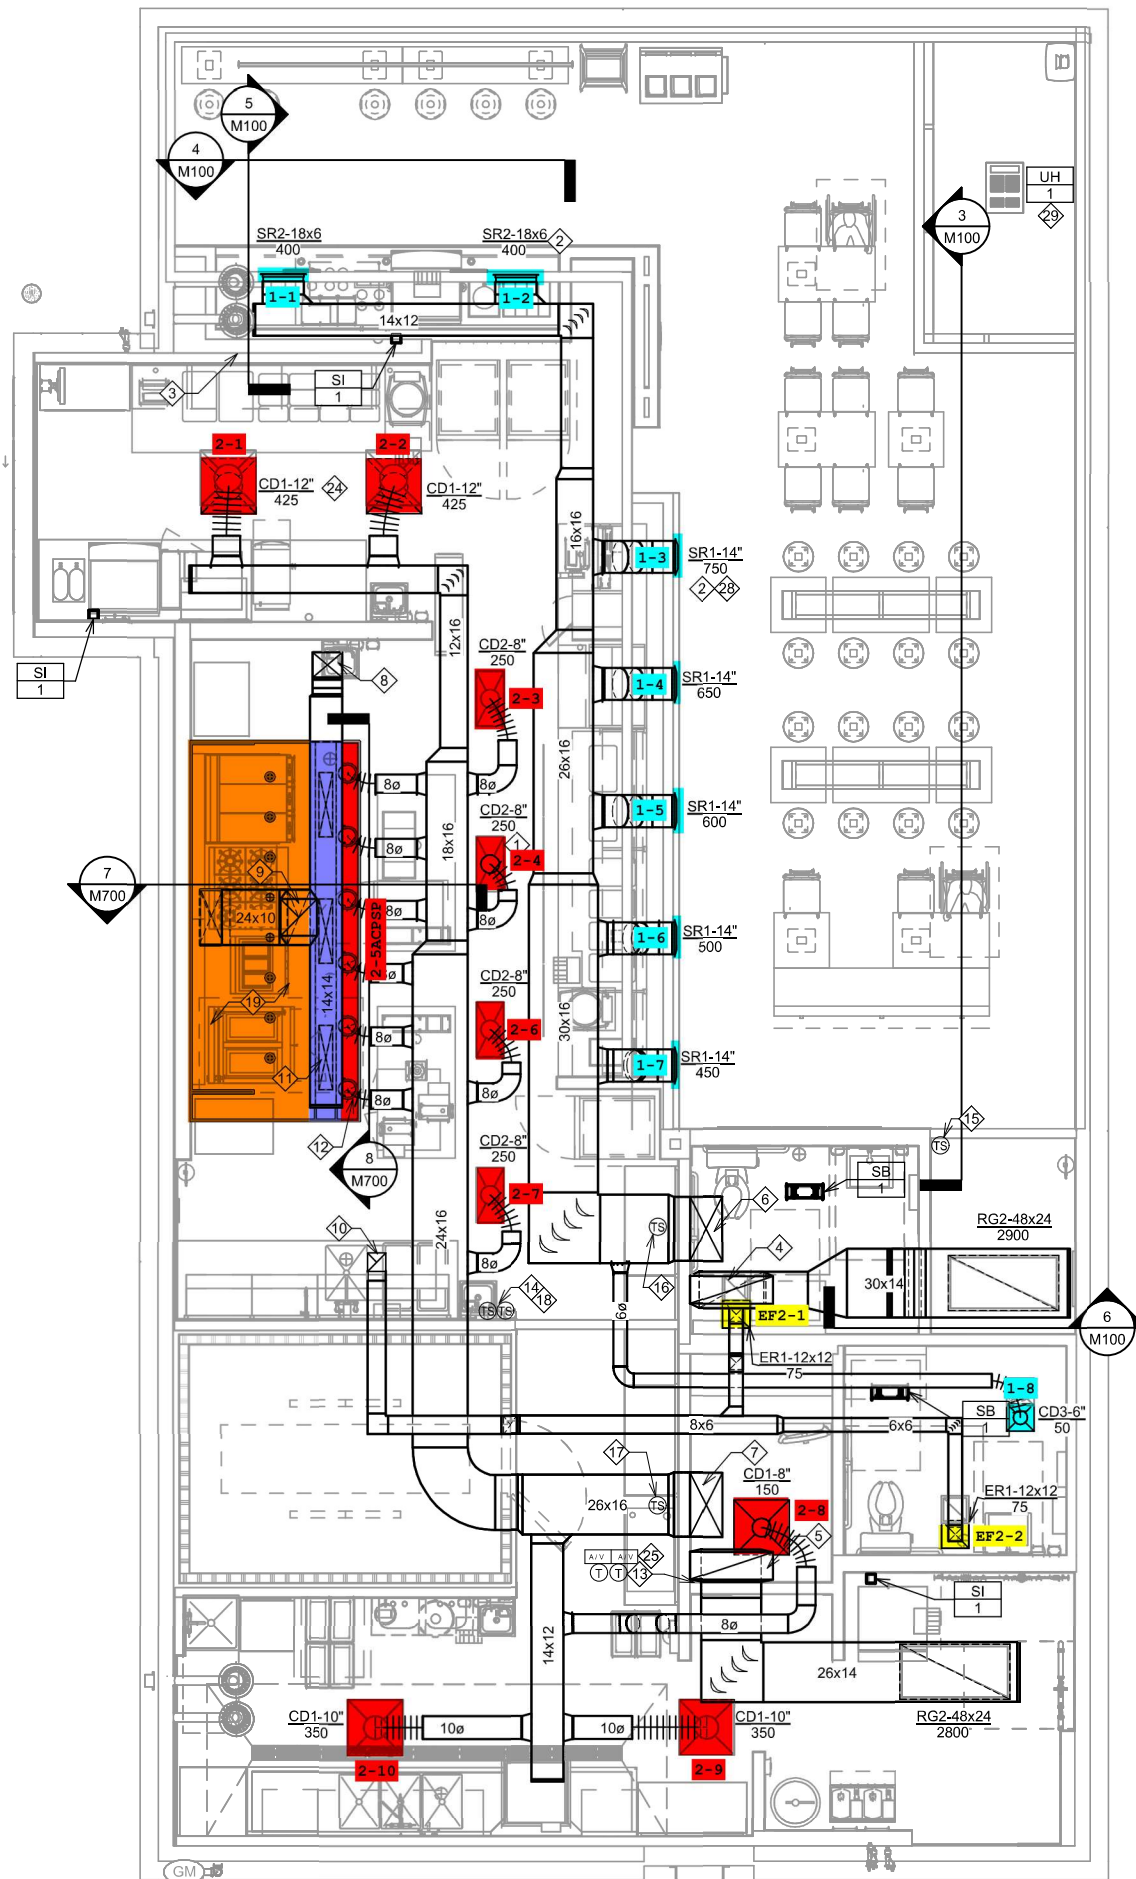 5
M100
4
M100
UH
1
29
3
M100
SR2-18x6
400
SR2-18x6
400
2
1-1
1-2
14x12
SI
1
3
2-1
2-2
CD1-12"
425
24
CD1-12"
425
16x16
1-3
SR1-14"
750
2
28
SI
1
8
12x16
CD2-8"
250
2-3
1-4
SR1-14"
650
26x16
8ø
18x16
CD2-8"
250
1
2-4
1-5
SR1-14"
600
8ø
7
M700
9
24x10
8ø
8ø
2-5ACPSP
1-6
SR1-14"
500
8ø
19
14x14
CD2-8"
250
2-6
30x16
8ø
1-7
SR1-14"
450
11
8ø
8ø
12
8
M700
CD2-8"
250
2-7
15
TS
SB
1
6
RG2-48x24
2900
10
24x16
8ø
TS
16
4
30x14
14
18
TS
TS
6ø
EF2-1
6
M100
ER1-12x12
75
1-8
CD3-6"
50
SB
1
8x6
6x6
17
7
CD1-8"
150
26x16
TS
2-8
ER1-12x12
75
EF2-2
5
A/V
A/V
25
T
T
13
SI
1
8ø
14x12
26x14
CD1-10"
350
10ø
10ø
CD1-10"
350
RG2-48x24
2800
2-10
2-9
GM